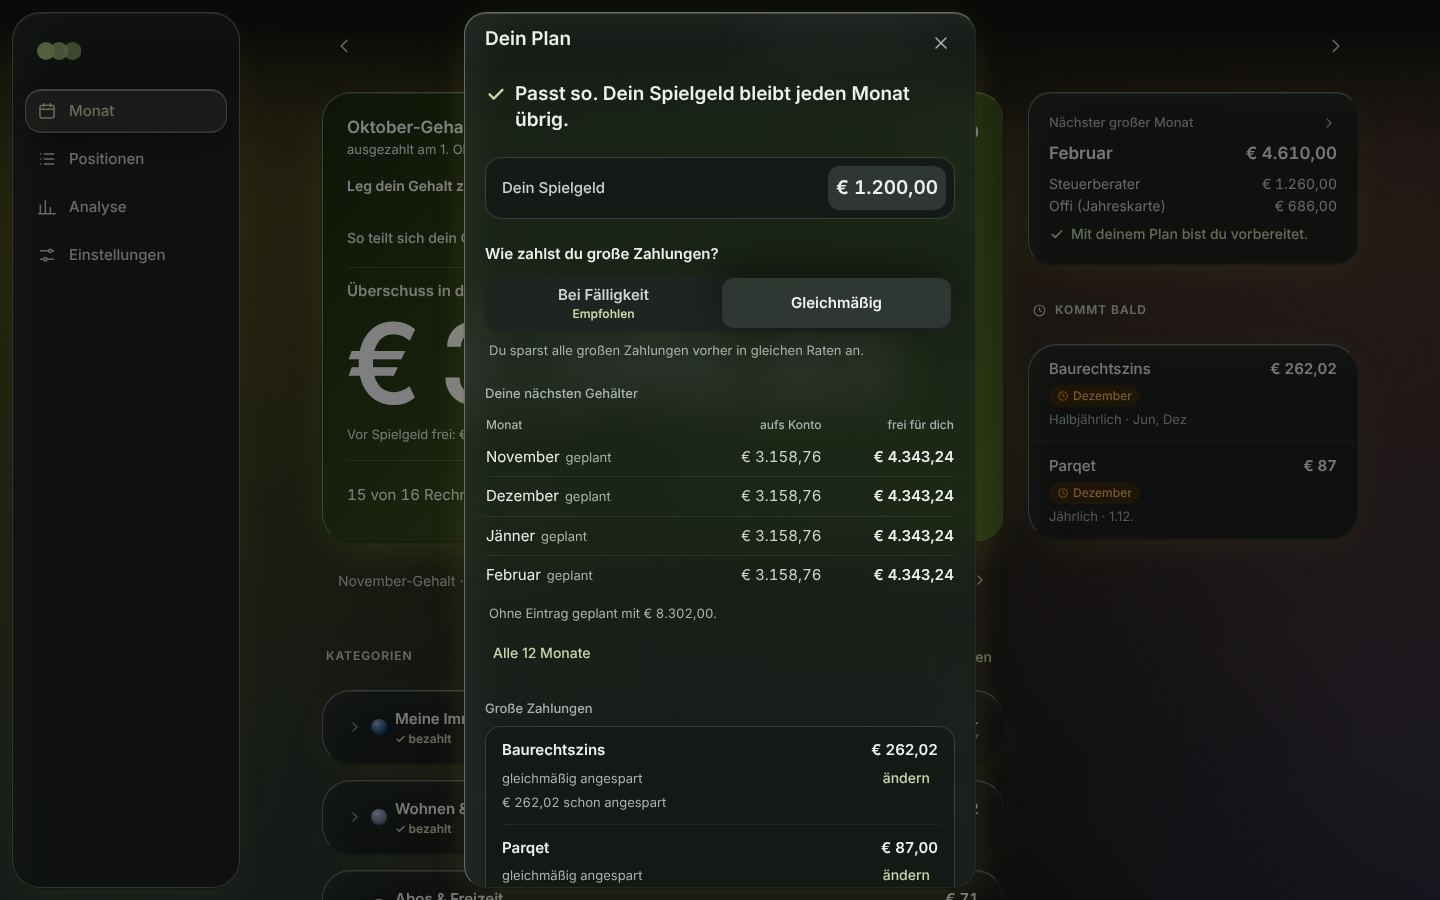 Monat
Positionen
Analyse
Einstellungen
Oktober-Geha
ausgezahlt am 1. O
Leg dein Gehalt z
So teilt sich dein
Überschuss in d
€ 3
Vor Spielgeld frei: €
15 von 16 Rechn
November-Gehalt ·
KATEGORIEN
en
Meine Imm
✓ bezahlt
Wohnen &
✓ bezahlt
Abos & Freizeit
€ 71
Dein Plan
Passt so. Dein Spielgeld bleibt jeden Monat
übrig.
Dein Spielgeld € 1.200,00
Wie zahlst du große Zahlungen?
Bei Fälligkeit
Empfohlen
Gleichmäßig
Du sparst alle großen Zahlungen vorher in gleichen Raten an.
Deine nächsten Gehälter
Monat aufs Konto frei für dich
November geplant € 3.158,76 € 4.343,24
Dezember geplant € 3.158,76 € 4.343,24
Jänner geplant € 3.158,76 € 4.343,24
Februar geplant € 3.158,76 € 4.343,24
Ohne Eintrag geplant mit € 8.302,00.
Alle 12 Monate
Große Zahlungen
Baurechtszins € 262,02
gleichmäßig angespart ändern
€ 262,02 schon angespart
Parqet € 87,00
gleichmäßig angespart ändern
Nächster großer Monat
Februar € 4.610,00
Steuerberater € 1.260,00
Offi (Jahreskarte) € 686,00
Mit deinem Plan bist du vorbereitet.
KOMMT BALD
Baurechtszins € 262,02
Dezember
Halbjährlich · Jun, Dez
Parqet € 87
Dezember
Jährlich · 1.12.